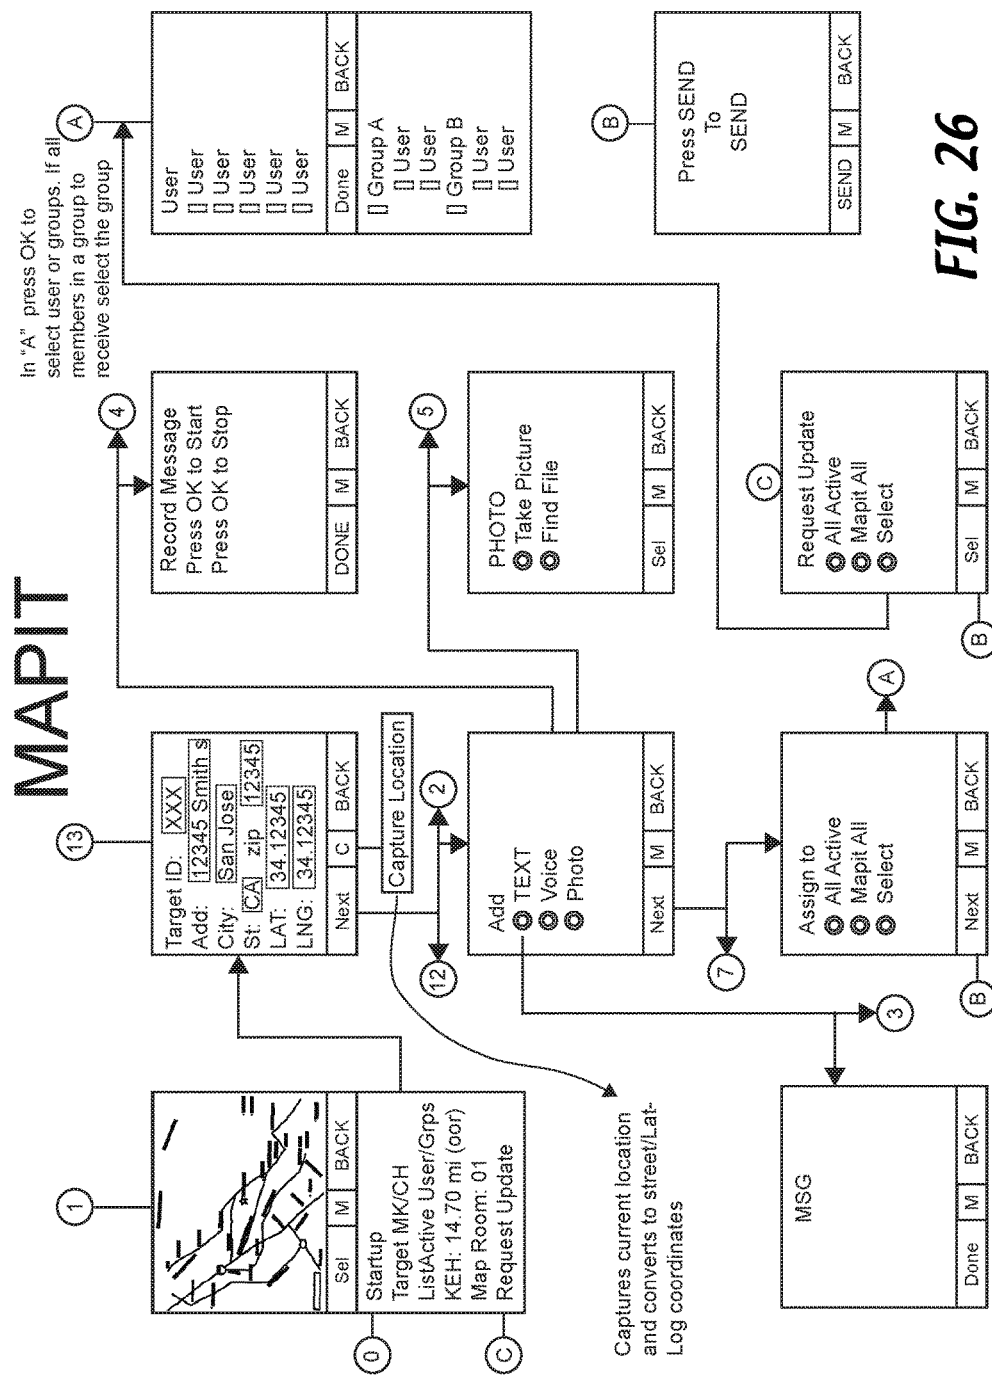 MAPIT
1
Sel M BACK
0
Startup
Target MK/CH
ListActive User/Grps
KEH: 14.70 mi (oor)
Map Room: 01
Request Update
C
13
Target ID: XXX
Add: 12345 Smith s
City: San Jose
St: CA zip 12345
LAT: 34.12345
LNG: 34.12345
Next C BACK
Capture Location
Captures current location
and converts to street/Lat-
Log coordinates
12
2
Add
TEXT
Voice
Photo
Next M BACK
4
Record Message
Press OK to Start
Press OK to Stop
DONE M BACK
5
PHOTO
Take Picture
Find File
Sel M BACK
In "A" press OK to
select user or groups. If all
members in a group to
receive select the group
A
User
[] User
[] User
[] User
[] User
[] User
Done M BACK
[] Group A
[] User
[] User
[] Group B
[] User
[] User
MSG
Done M BACK
3
7
Assign to
All Active
Mapit All
Select
Next M BACK
B
A
C
Request Update
All Active
Mapit All
Select
Sel M BACK
B
B
Press SEND
To
SEND
SEND M BACK
FIG. 26